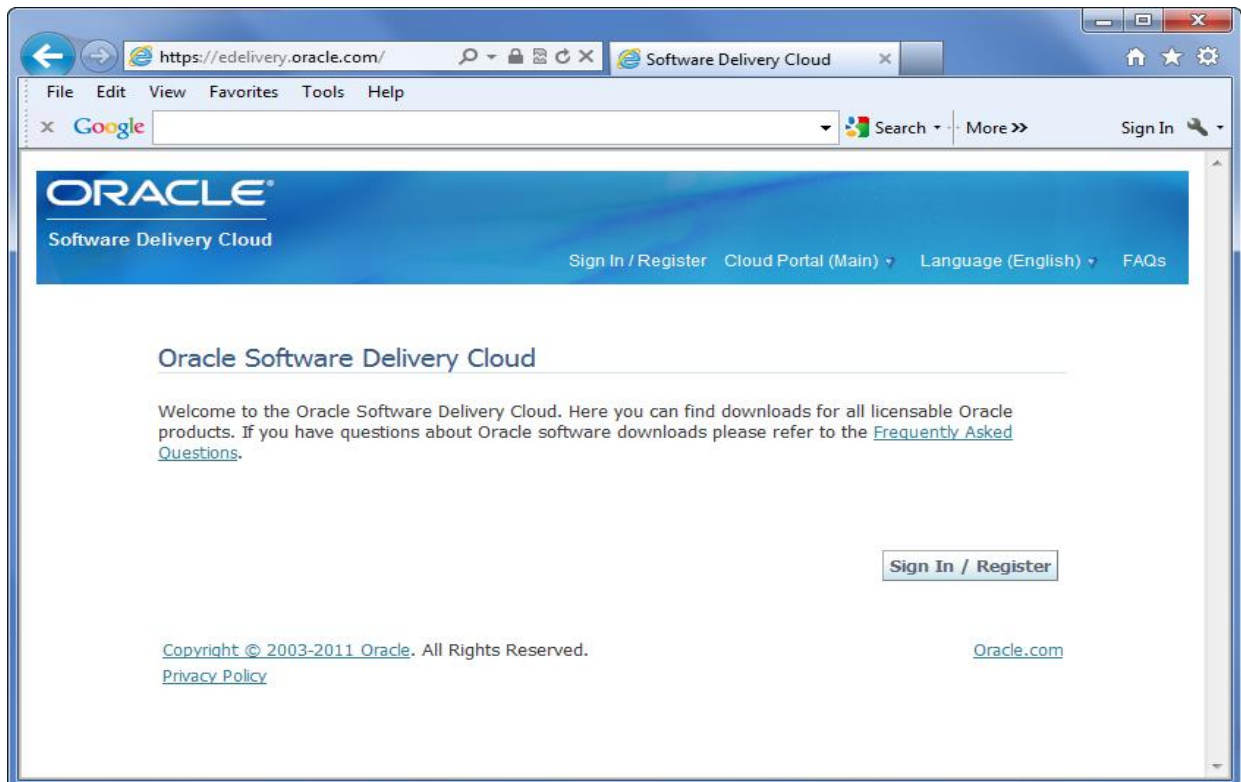 https://edelivery.oracle.com/
Software Delivery Cloud
File Edit View Favorites Tools Help
x Google Search More >> Sign In
ORACLE®
Software Delivery Cloud
Sign In / Register Cloud Portal (Main) Language (English) FAQs
Oracle Software Delivery Cloud
Welcome to the Oracle Software Delivery Cloud. Here you can find downloads for all licensable Oracle
products. If you have questions about Oracle software downloads please refer to the Frequently Asked
Questions.
Sign In / Register
Copyright © 2003-2011 Oracle. All Rights Reserved. Oracle.com
Privacy Policy